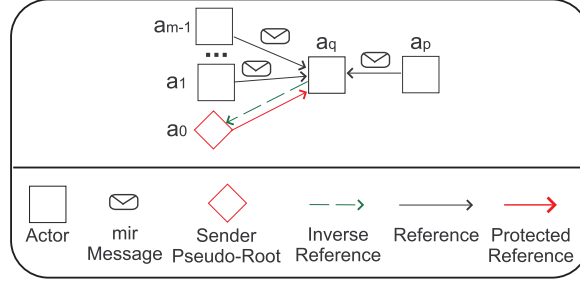 am-1
aq
ap
...
a1
a0
Actor
mir
Message
Sender
Pseudo-Root
Inverse
Reference
Reference
Protected
Reference